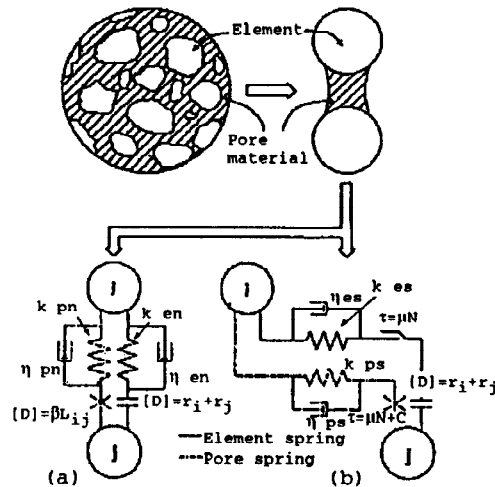 Element
Pore
material
i
k pn
k en
η pn
η en
[D]=βLij
[D]=ri+rj
j
(a)
i
η es
k es
τ=μN
k ps
[D]=ri+rj
η ps
τ=μN+C
j
Element spring
Pore spring
(b)